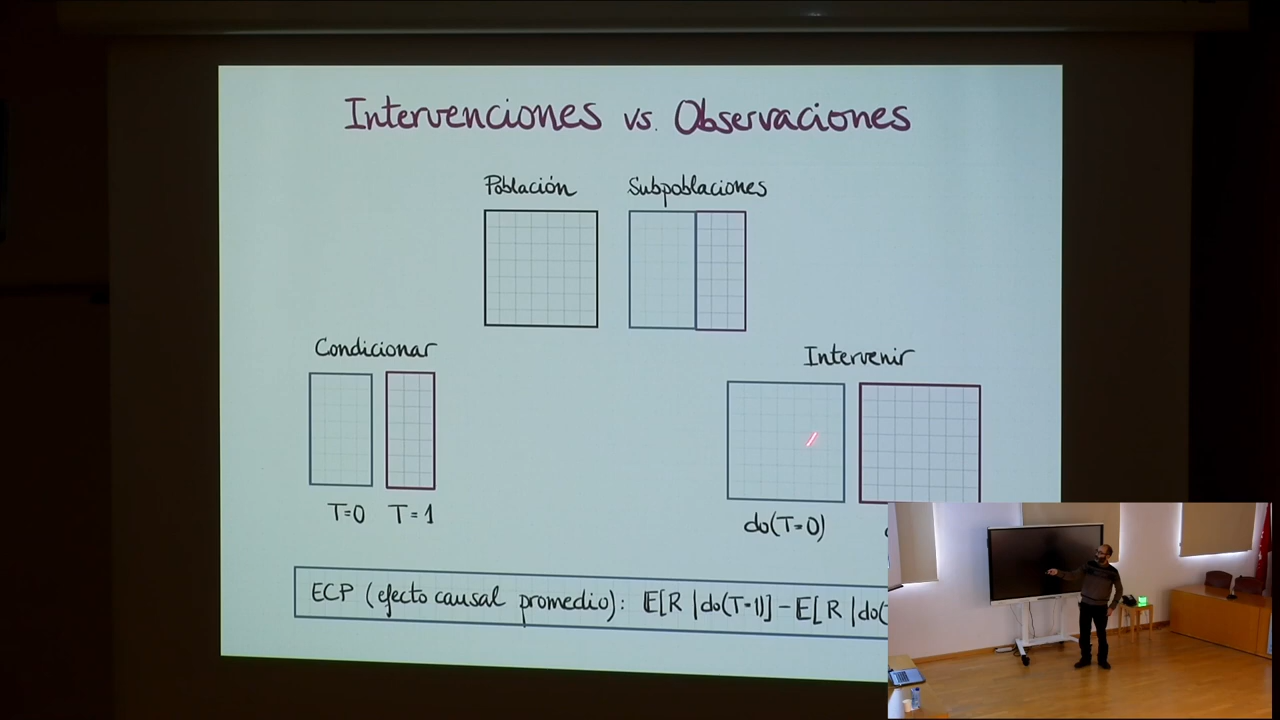 Intervenciones vs. Observaciones
Población Subpoblaciones
Condicionar
Intervenir
T=0 T=1
do(T=0)
ECP (efecto causal promedio): E[R |do(T=1)] - E[R |do(